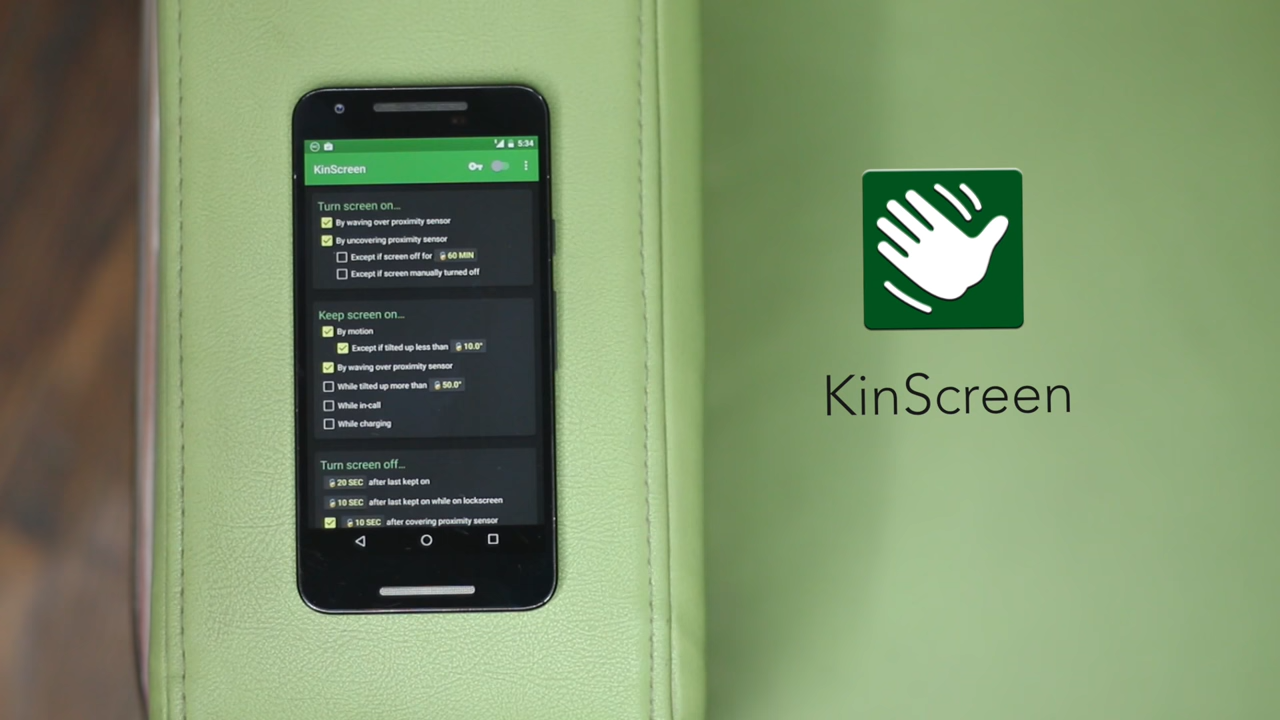 5:34
KinScreen
Turn screen on...
By waving over proximity sensor
By uncovering proximity sensor
Except if screen off for 60 MIN
Except if screen manually turned off
Keep screen on...
By motion
Except if tilted up less than 10.0°
By waving over proximity sensor
While tilted up more than 50.0°
While in-call
While charging
Turn screen off...
20 SEC after last kept on
10 SEC after last kept on while on lockscreen
10 SEC after covering proximity sensor
KinScreen